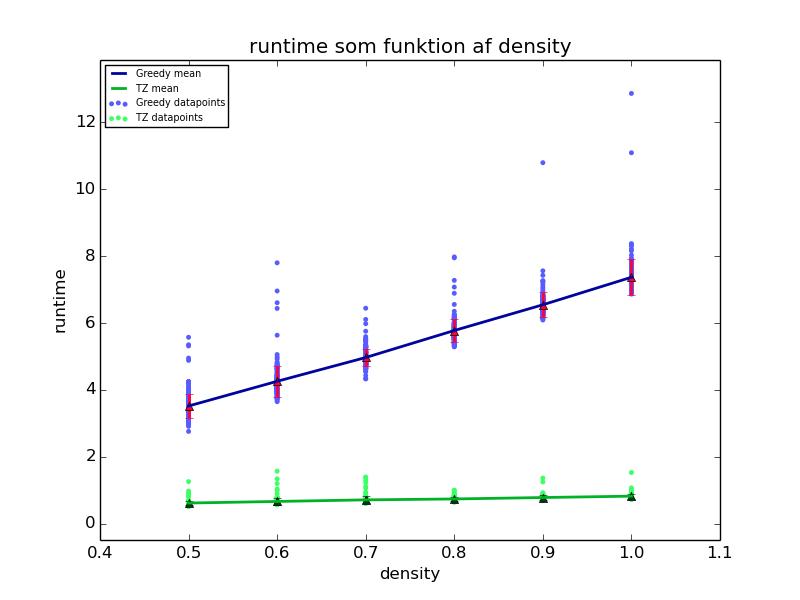 runtime som funktion af density
Greedy mean
TZ mean
Greedy datapoints
TZ datapoints
12
10
8
6
4
2
0
runtime
0.4 0.5 0.6 0.7 0.8 0.9 1.0 1.1
density